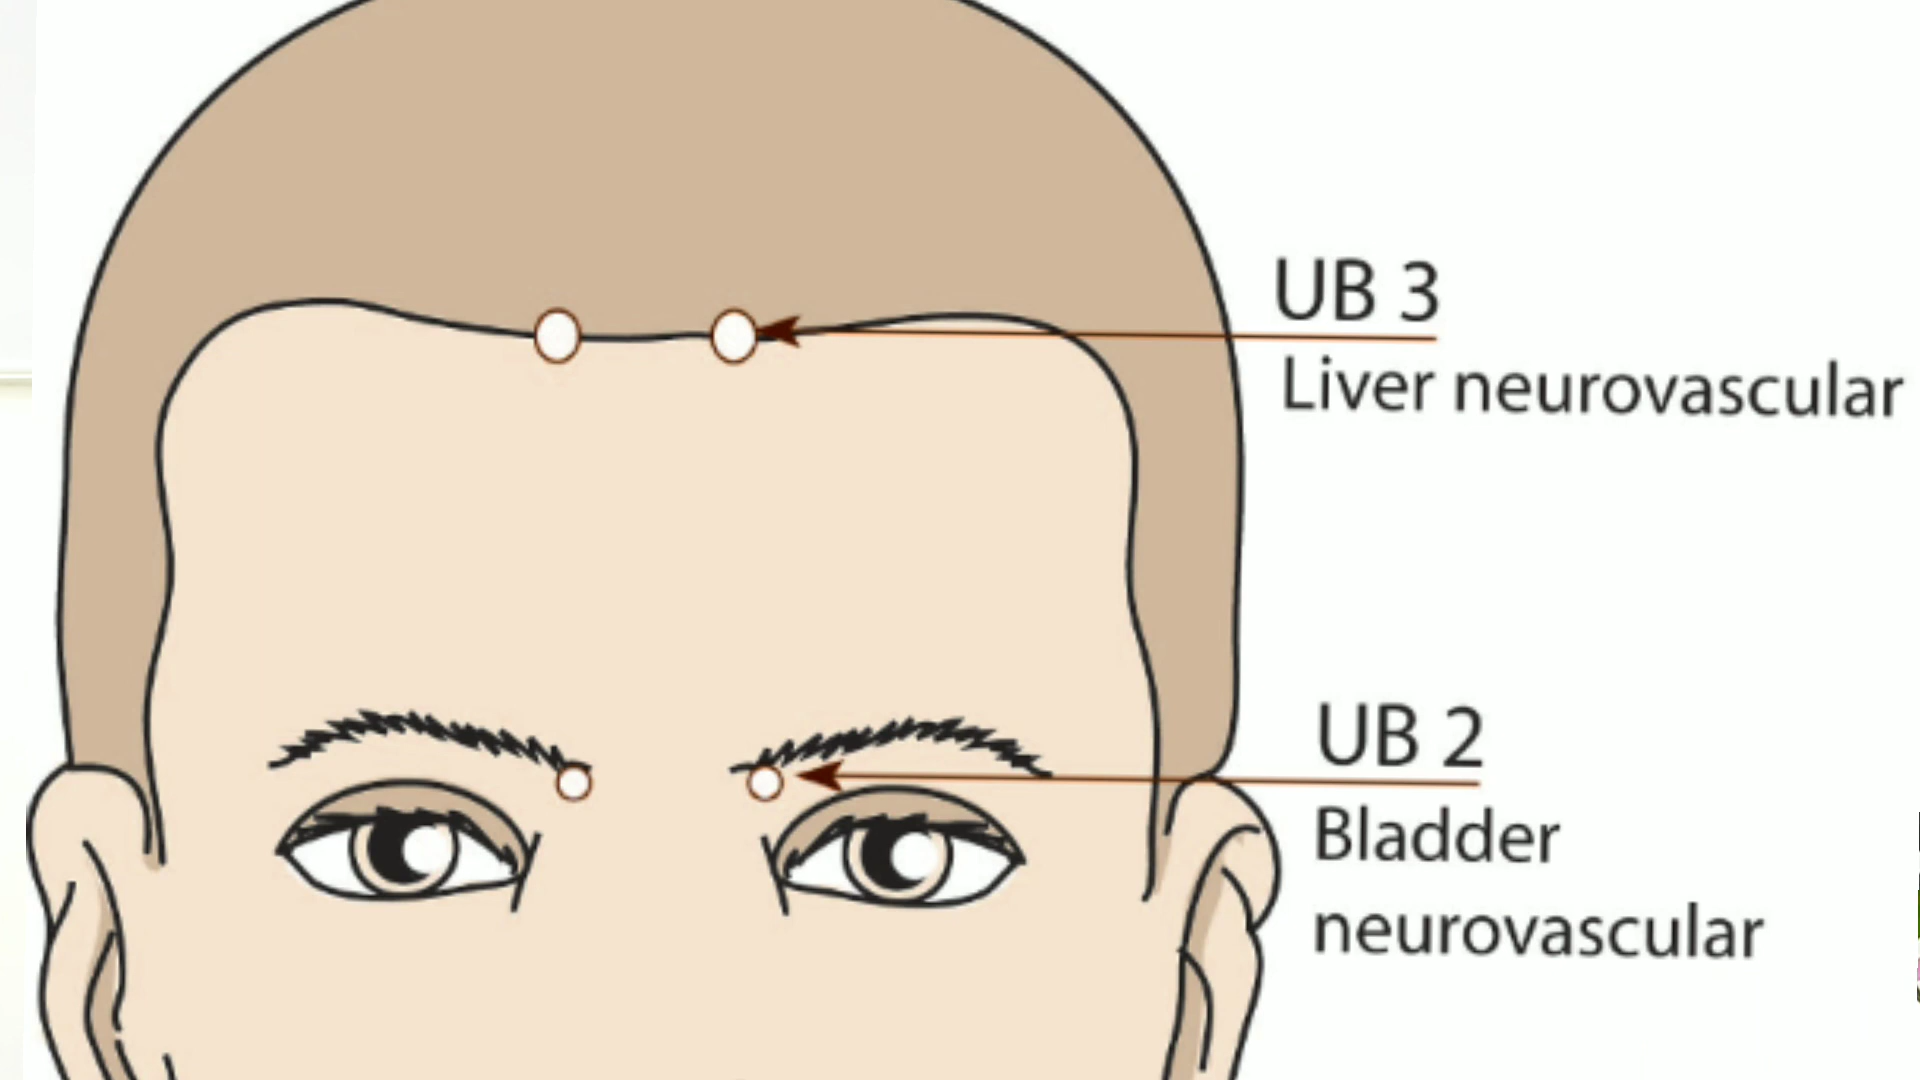 UB 3
Liver neurovascular
UB 2
Bladder
neurovascular